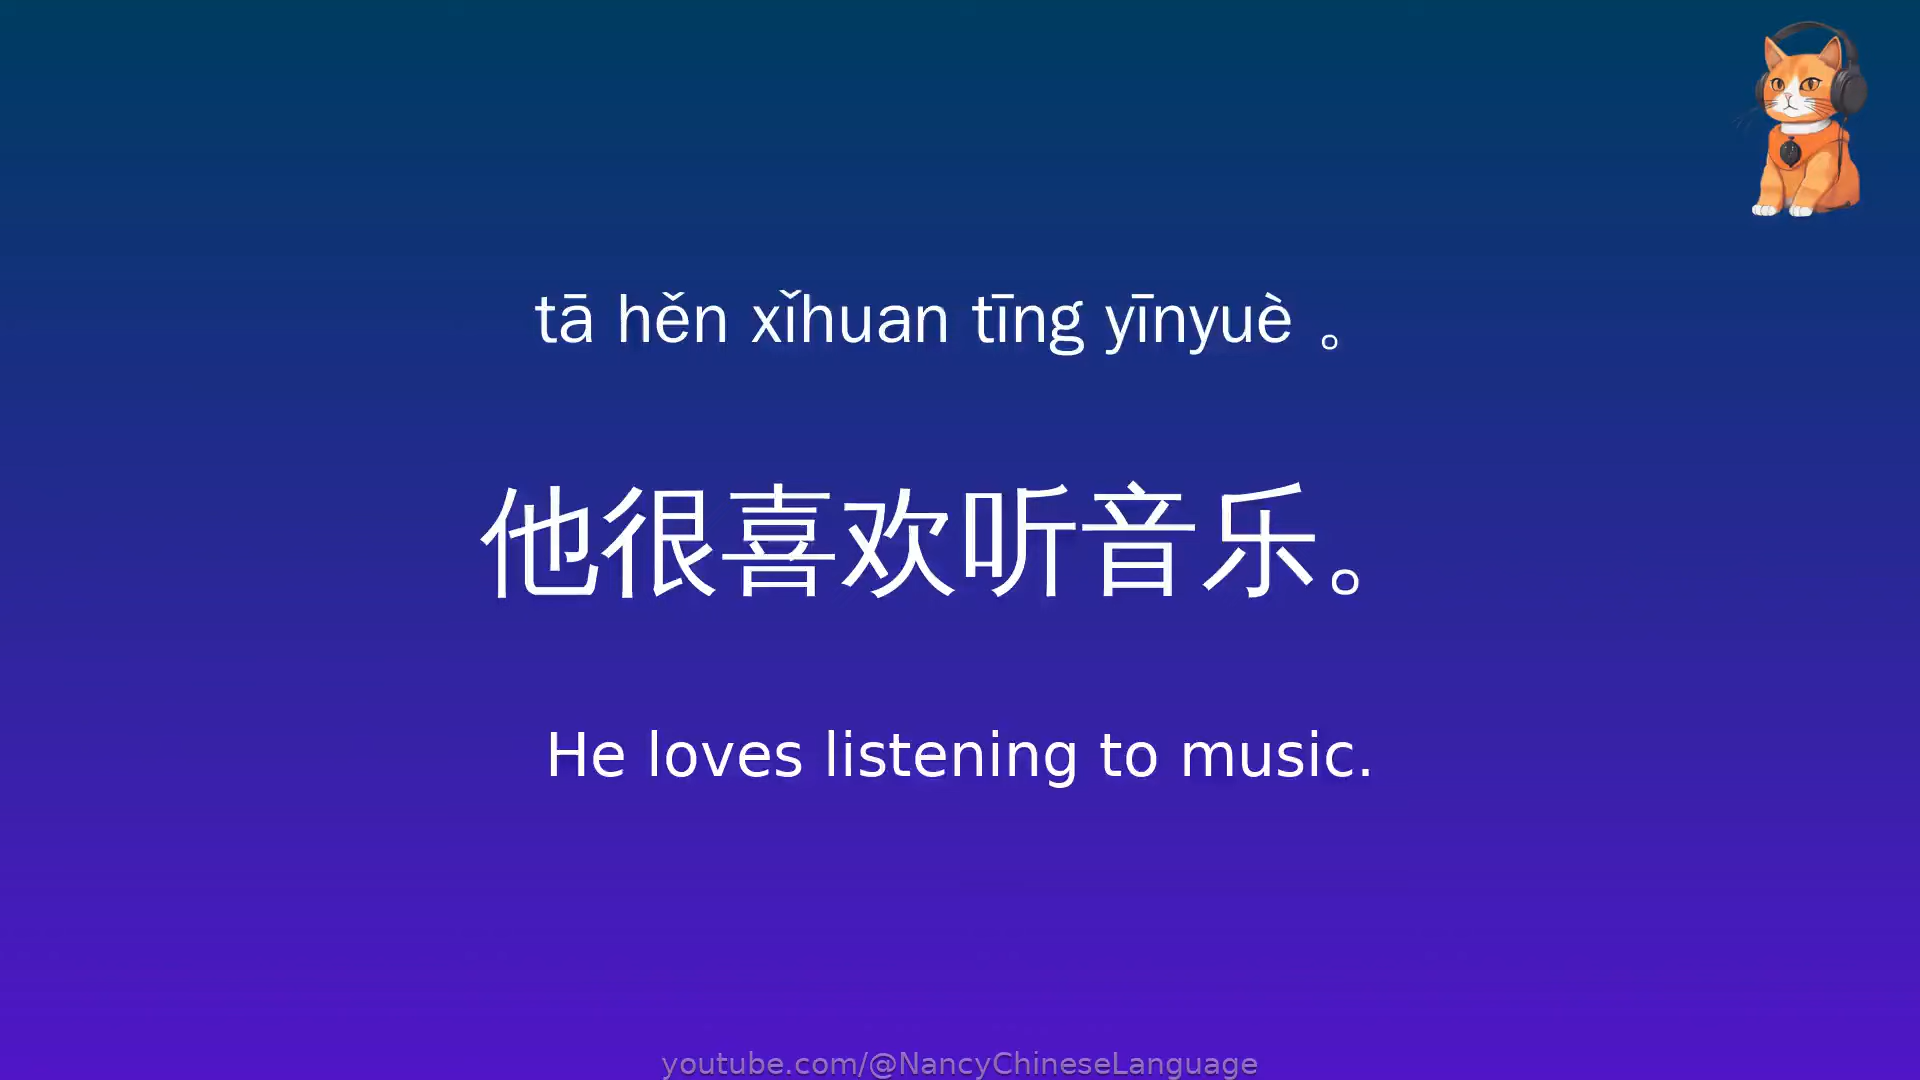 tā hěn xǐhuan tīng yīnyuè 。
他很喜欢听音乐。
He loves listening to music.
youtube.com/@NancyChineseLanguage